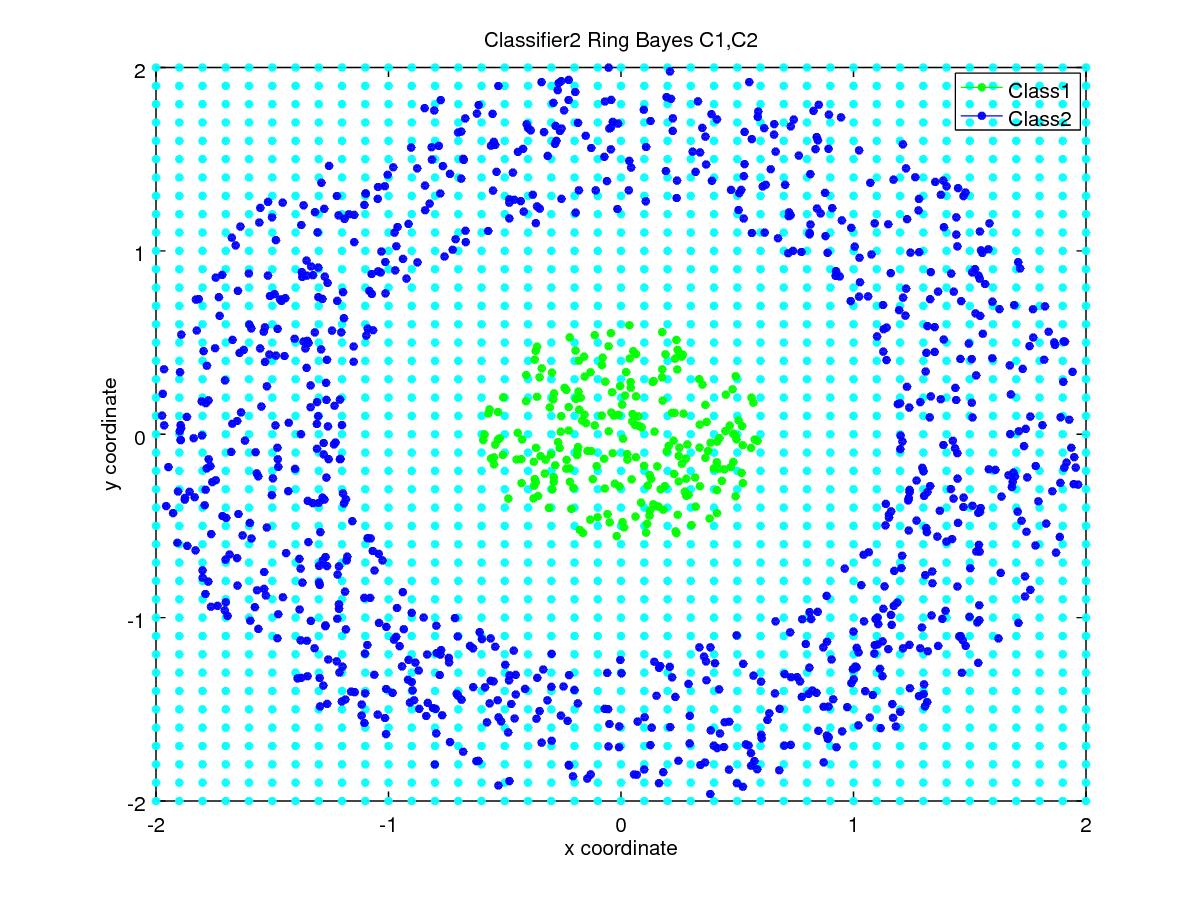 Classifier2 Ring Bayes C1,C2
Class1
Class2
2
1
0
-1
-2
y coordinate
-2 -1 0 1 2
x coordinate